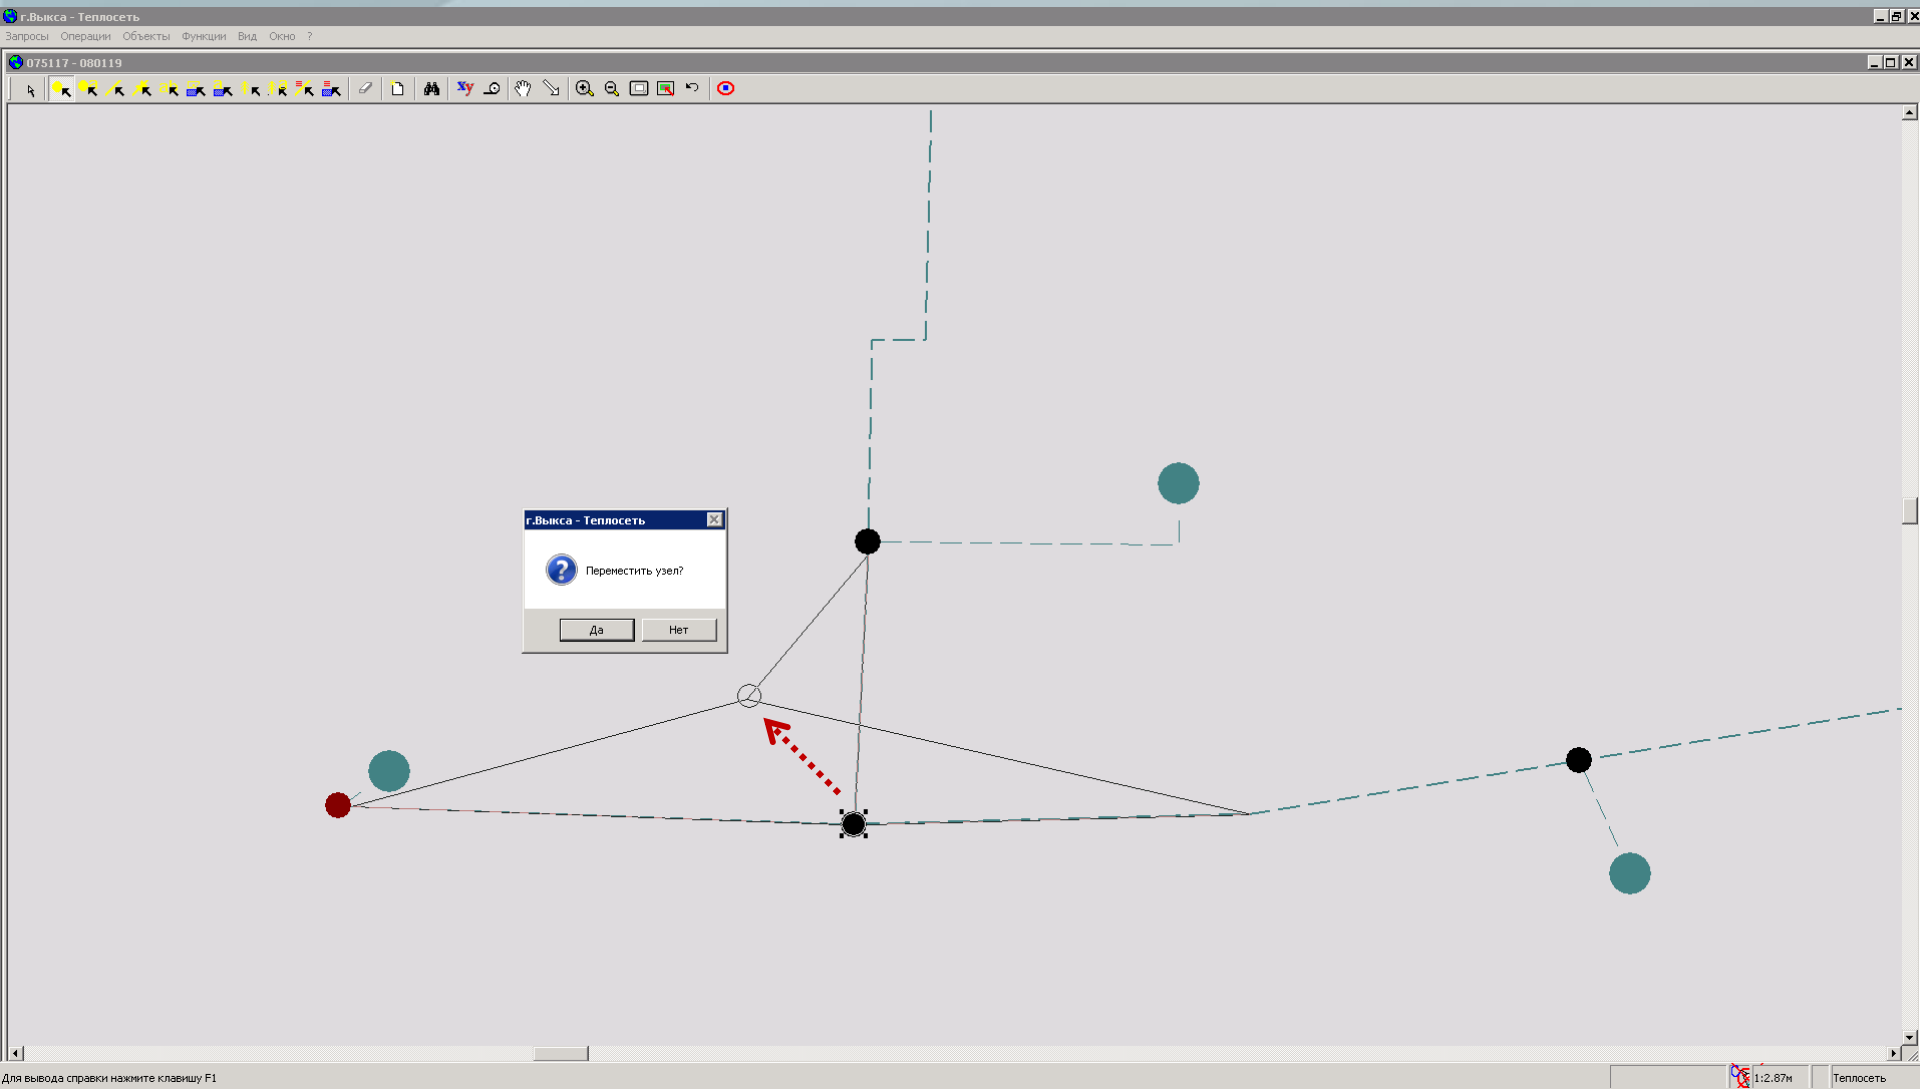 г.Выкса - Теплосеть
Запросы Операции Объекты Функции Вид Окно ?
075117 - 080119
xy
г.Выкса - Теплосеть
Переместить узел?
Да Нет
Для вывода справки нажмите клавишу F1
1:2.87м
Теплосеть